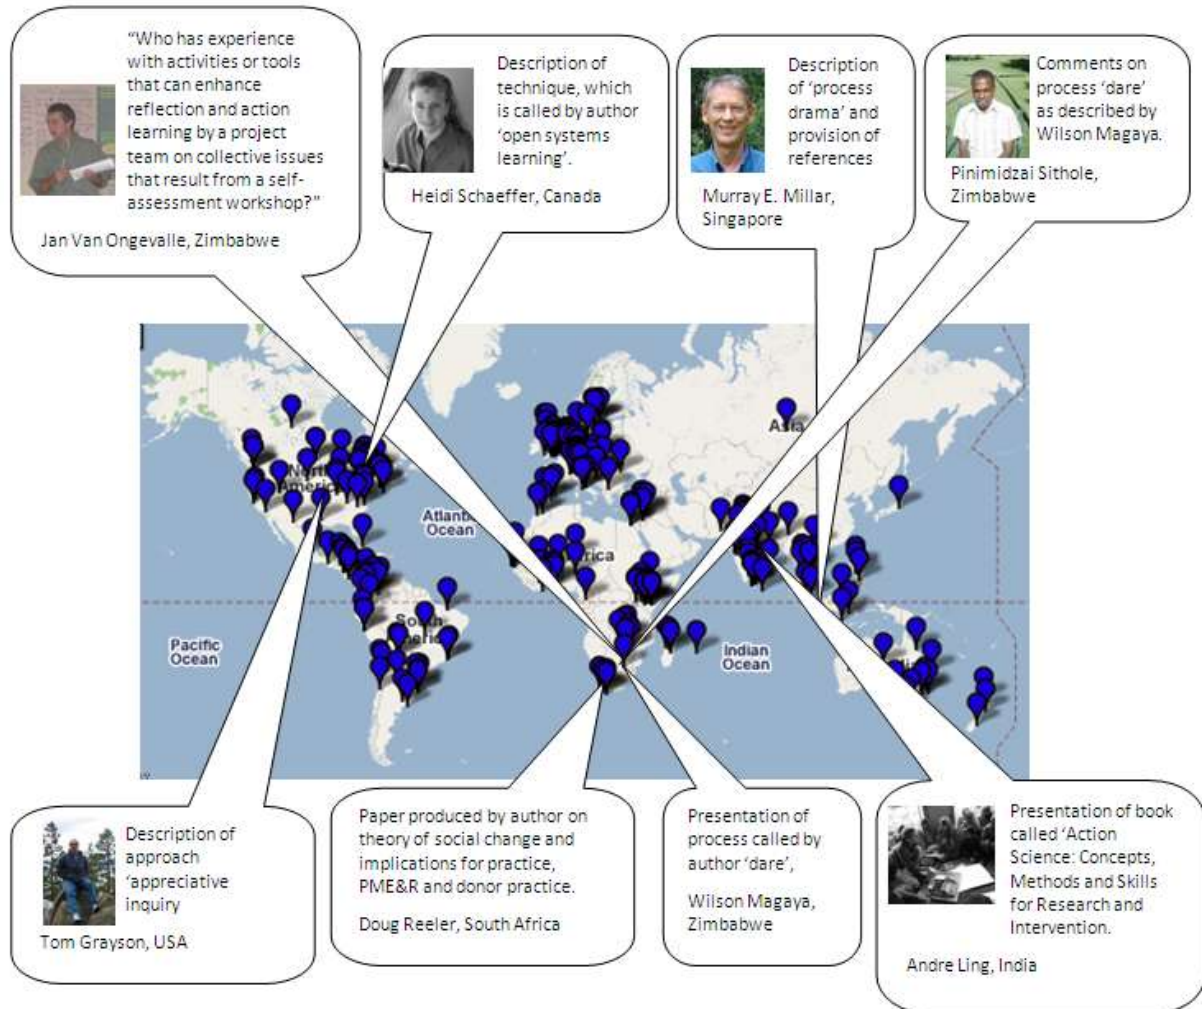 “Who has experience
with activities or tools
that can enhance
reflection and action
learning by a project
team on collective issues
that result from a self-
assessment workshop?”
Jan Van Ongevalle, Zimbabwe
Description of
technique, which
is called by author
‘open systems
learning’.
Heidi Schaeffer, Canada
Description
of ‘process
drama’ and
provision of
references
Murray E. Millar,
Singapore
Comments on
process ‘dare’
as described by
Wilson Magaya.
Pinimidzai Sithole,
Zimbabwe
Asia
North
America
Atlantic
Ocean
Africa
South
America
Pacific
Ocean
Indian
Ocean
Description of
approach
‘appreciative
inquiry
Tom Grayson, USA
Paper produced by author on
theory of social change and
implications for practice,
PME&R and donor practice.
Doug Reeler, South Africa
Presentation of
process called by
author ‘dare’,
Wilson Magaya,
Zimbabwe
Presentation of book
called ‘Action
Science: Concepts,
Methods and Skills
for Research and
Intervention.
Andre Ling, India